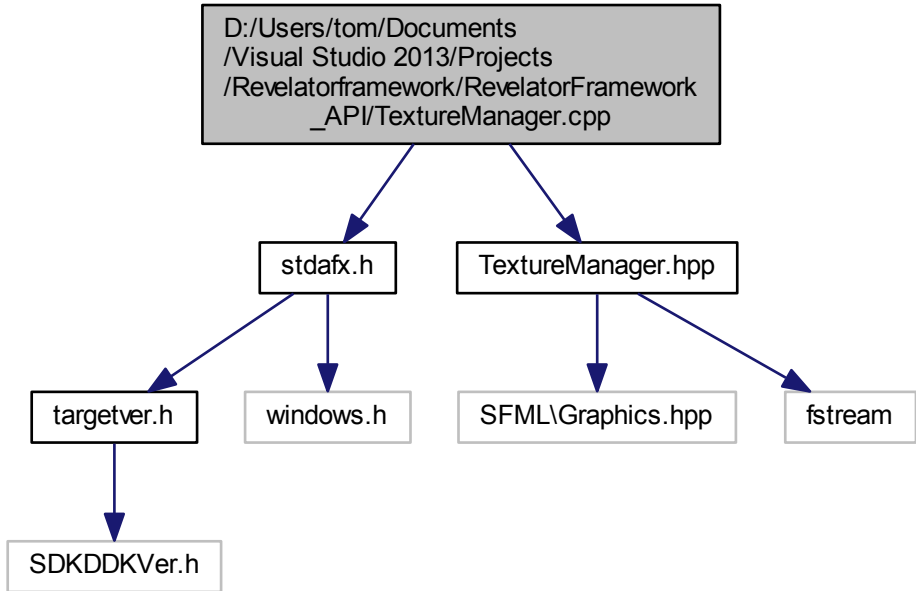 D:/Users/tom/Documents
/Visual Studio 2013/Projects
/Revelatorframework/RevelatorFramework
_API/TextureManager.cpp
stdafx.h
TextureManager.hpp
targetver.h
windows.h
SFML\Graphics.hpp
fstream
SDKDDKVer.h